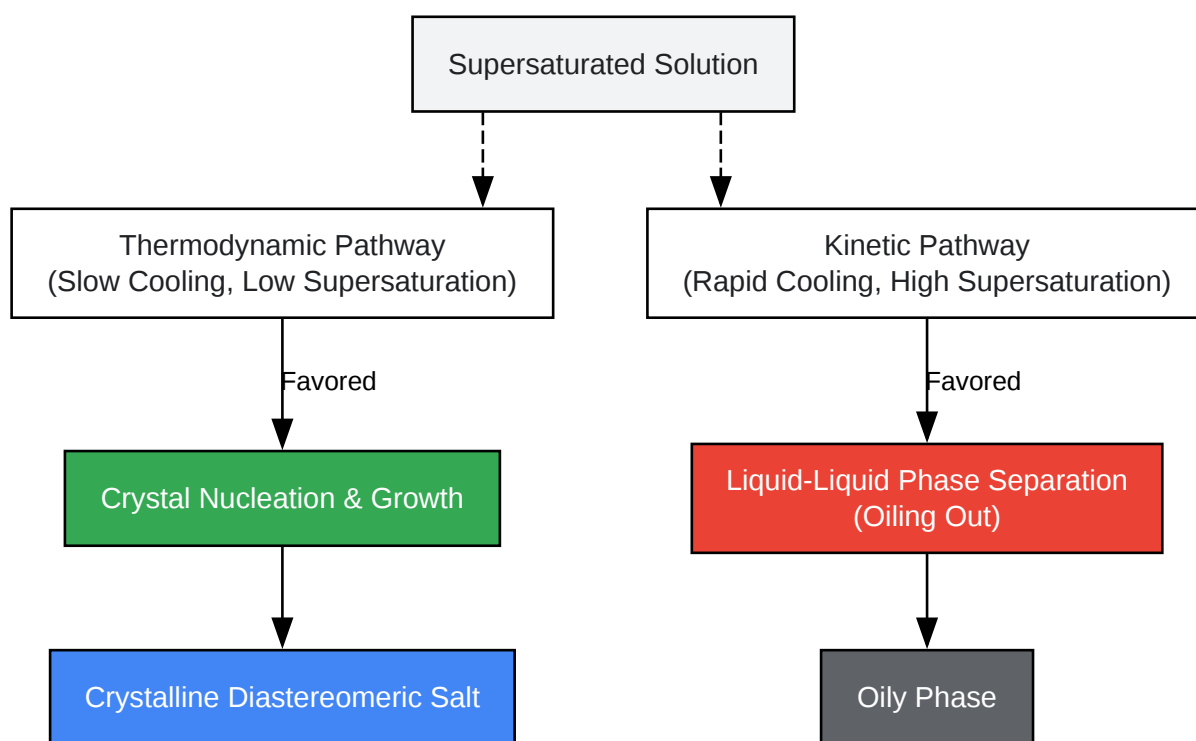 Supersaturated Solution
Thermodynamic Pathway
(Slow Cooling, Low Supersaturation)
Kinetic Pathway
(Rapid Cooling, High Supersaturation)
Favored
Favored
Crystal Nucleation & Growth
Liquid-Liquid Phase Separation
(Oiling Out)
Crystalline Diastereomeric Salt
Oily Phase